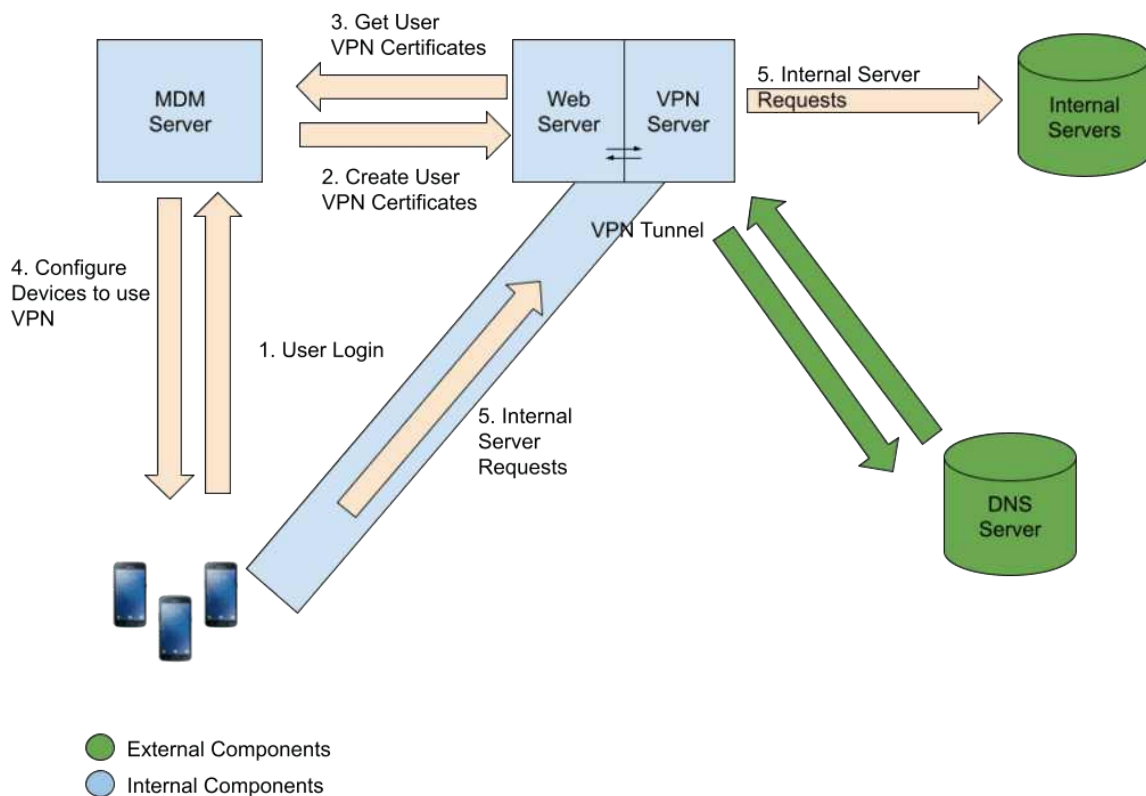 3. Get User
VPN Certificates
MDM
Server
Web
Server
VPN
Server
5. Internal Server
Requests
Internal
Servers
2. Create User
VPN Certificates
VPN Tunnel
4. Configure
Devices to use
VPN
1. User Login
5. Internal
Server
Requests
DNS
Server
External Components
Internal Components